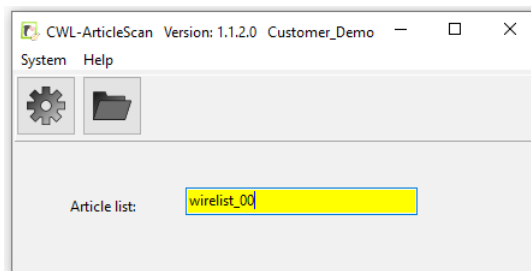 CWL-ArticleScan Version: 1.1.2.0 Customer_Demo
System Help
Article list: wirelist_00